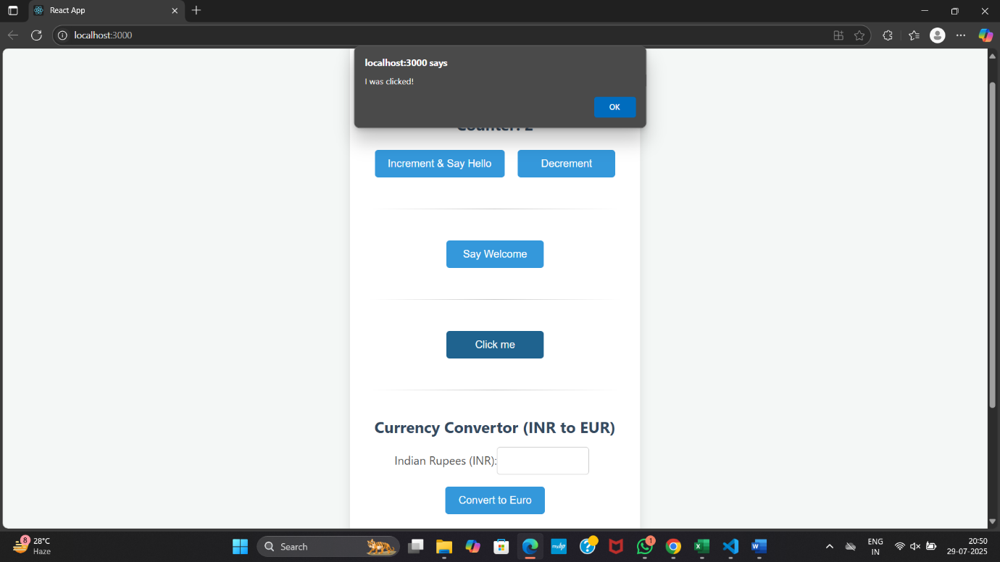 React App
localhost:3000
localhost:3000 says
I was clicked!
OK
Counter: 2
Increment & Say Hello
Decrement
Say Welcome
Click me
Currency Convertor (INR to EUR)
Indian Rupees (INR):
Convert to Euro
8
28°C
Haze
Search
myhp
?
1
X
W
ENG
IN
20:50
29-07-2025